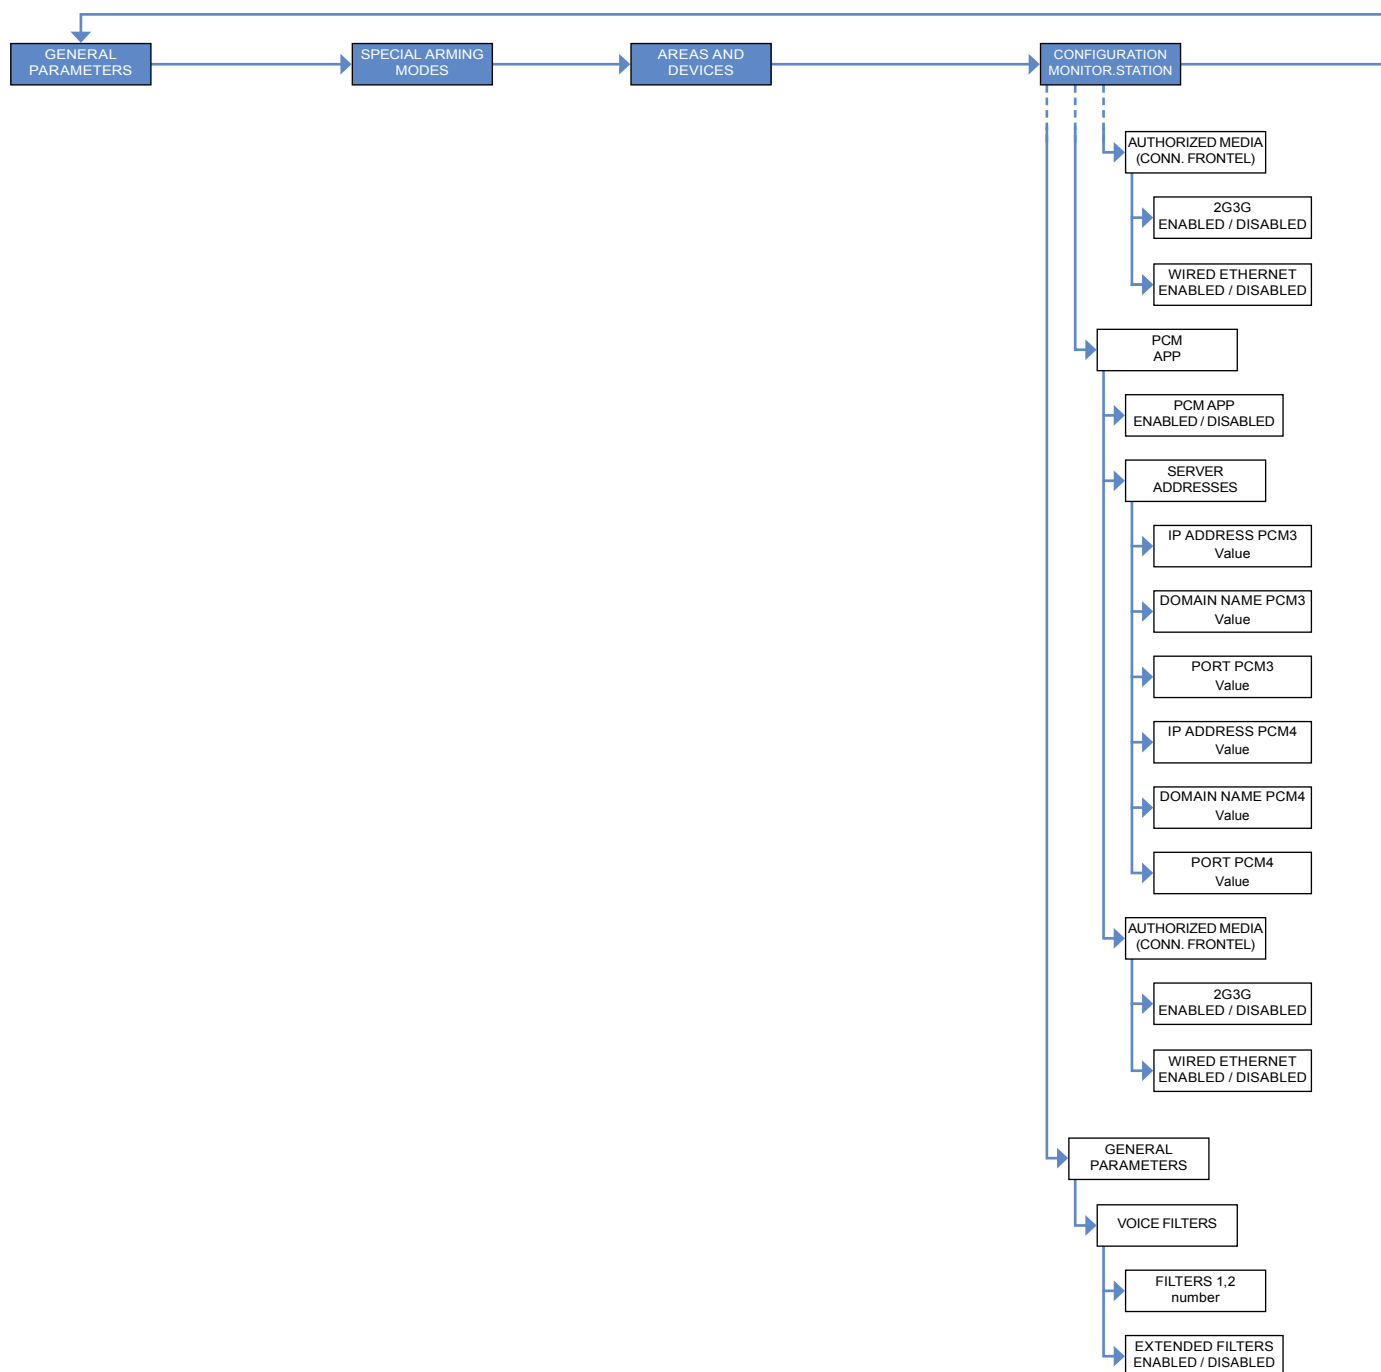 GENERAL
PARAMETERS
SPECIAL ARMING
MODES
AREAS AND
DEVICES
CONFIGURATION
MONITOR.STATION
AUTHORIZED MEDIA
(CONN. FRONTEL)
2G3G
ENABLED / DISABLED
WIRED ETHERNET
ENABLED / DISABLED
PCM
APP
PCM APP
ENABLED / DISABLED
SERVER
ADDRESSES
IP ADDRESS PCM3
Value
DOMAIN NAME PCM3
Value
PORT PCM3
Value
IP ADDRESS PCM4
Value
DOMAIN NAME PCM4
Value
PORT PCM4
Value
AUTHORIZED MEDIA
(CONN. FRONTEL)
2G3G
ENABLED / DISABLED
WIRED ETHERNET
ENABLED / DISABLED
GENERAL
PARAMETERS
VOICE FILTERS
FILTERS 1,2
number
EXTENDED FILTERS
ENABLED / DISABLED